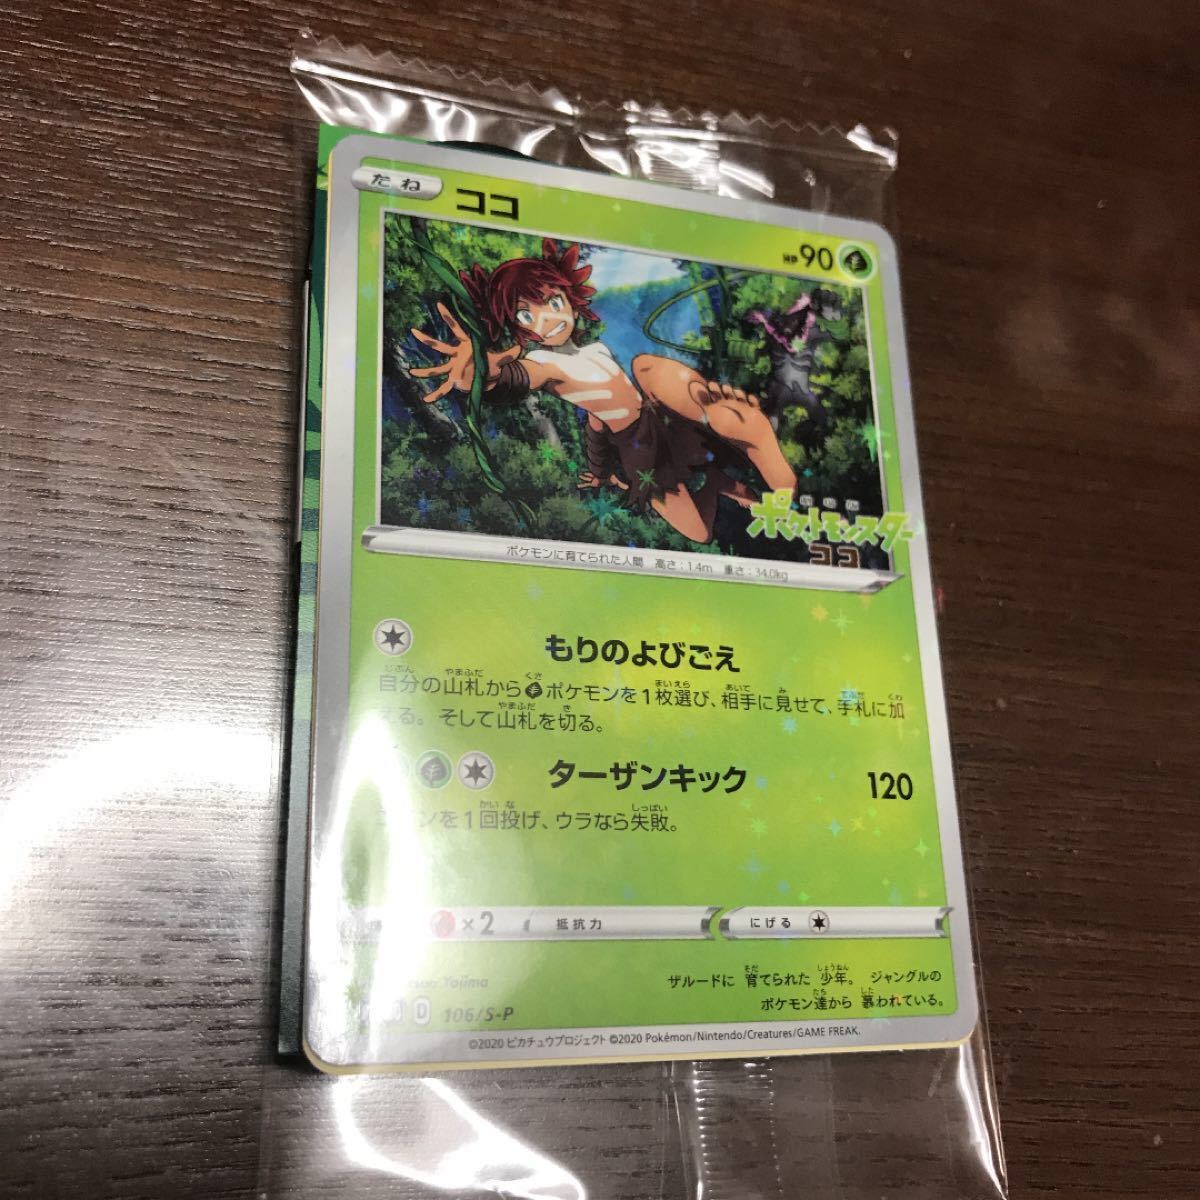 たね
ココ
HP 90
劇場版
ポケットモンスター
ココ
ポケモンに育てられた人間 高さ：1.4m 重さ：34.0kg
もりのよびごえ
自分の山札からポケモンを1枚選び、相手に見せて、手札に加
える。そして山札を切る。
ターザンキック 120
コインを1回投げ、ウラなら失敗。
×2 抵抗力 にげる
Yojima
ザルードに 育てられた 少年。 ジャングルの
ポケモン達から 慕われている。
D 106/S-P
©2020 ピカチュウプロジェクト ©2020 Pokémon/Nintendo/Creatures/GAME FREAK.